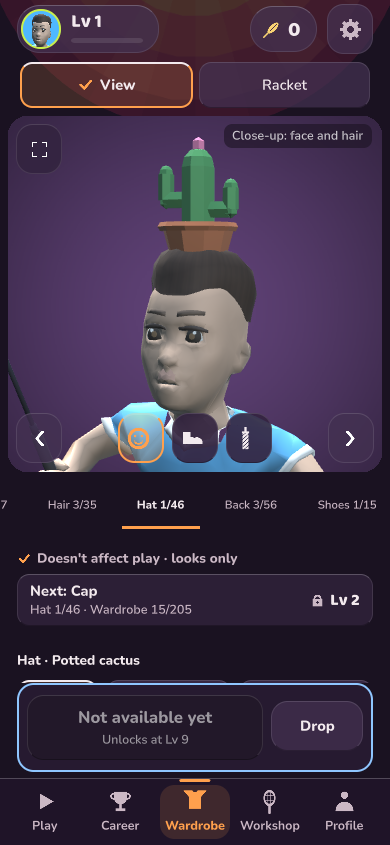 Lv 1
0
View
Racket
Close-up: face and hair
7
Hair 3/35
Hat 1/46
Back 3/56
Shoes 1/15
Doesn't affect play · looks only
Next: Cap
Hat 1/46 · Wardrobe 15/205
Lv 2
Hat · Potted cactus
Not available yet
Unlocks at Lv 9
Drop
Play
Career
Wardrobe
Workshop
Profile